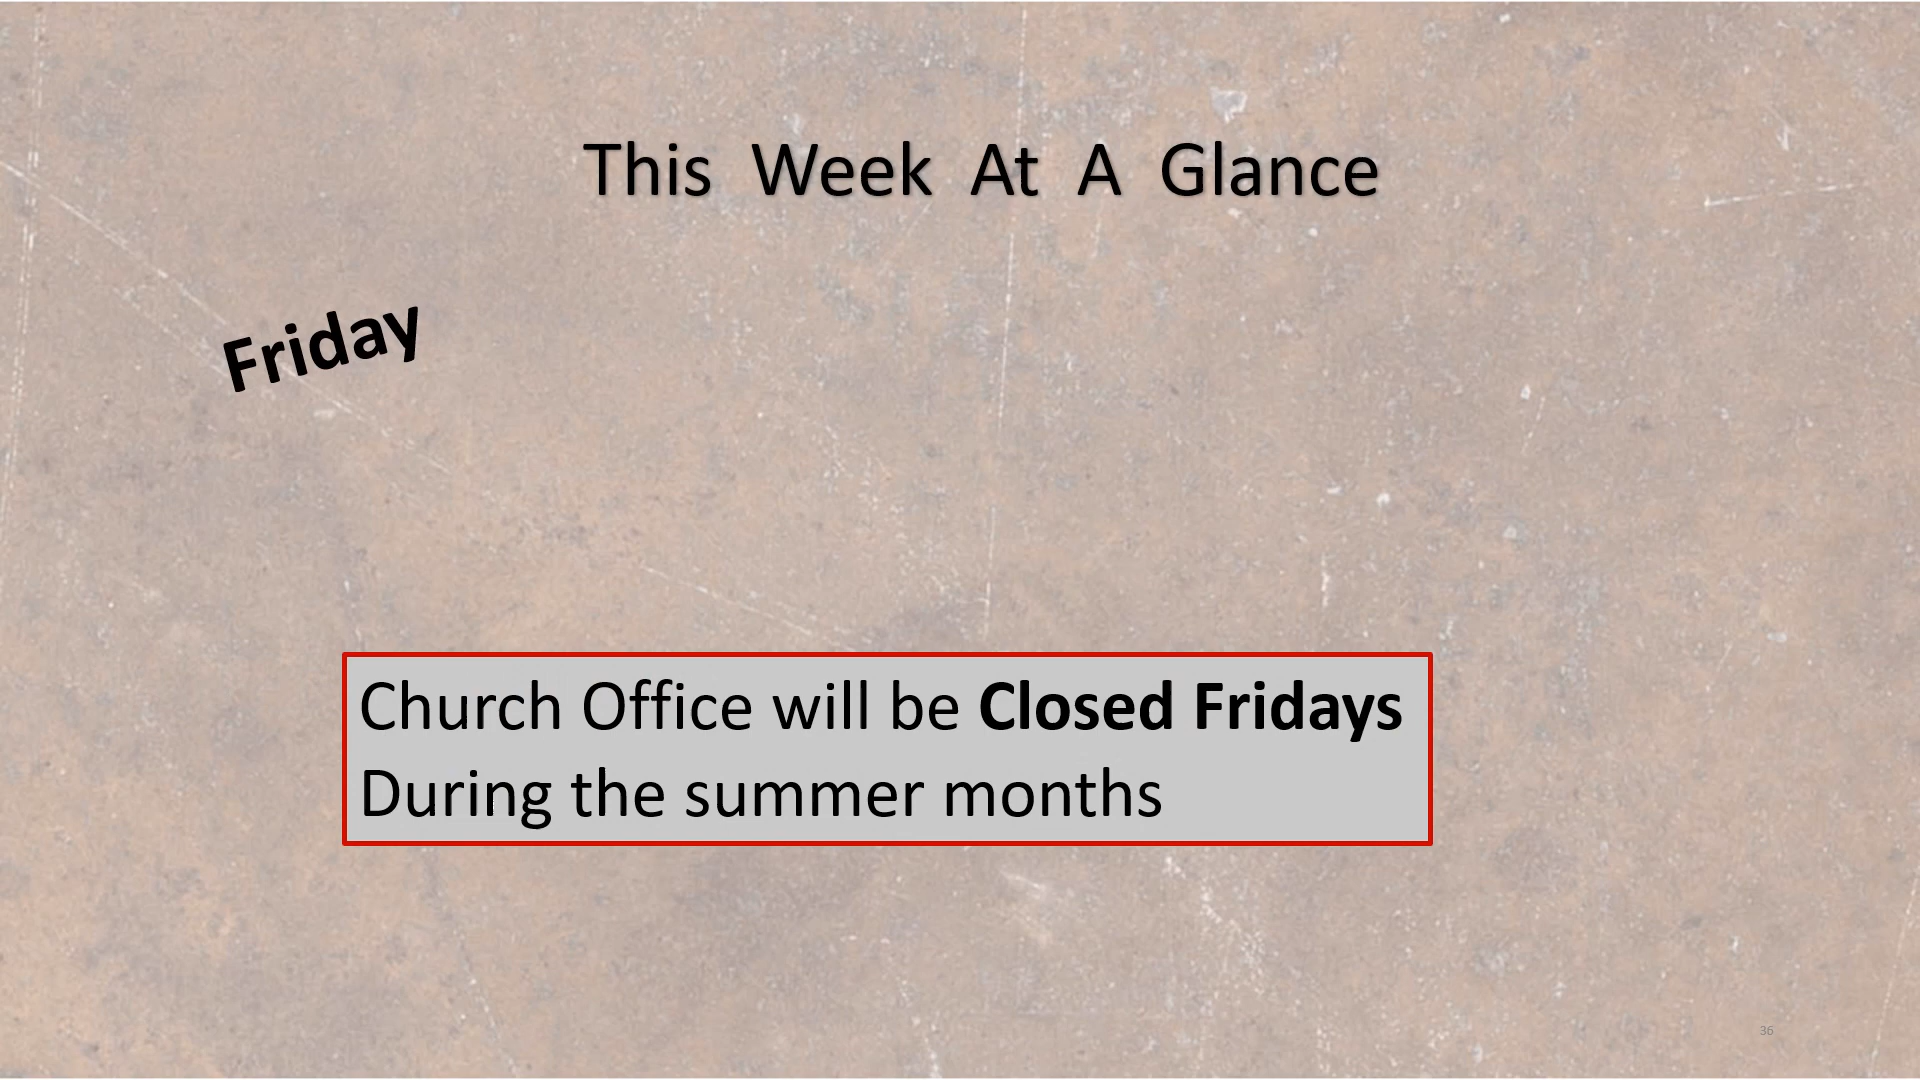 This Week At A Glance
Friday
Church Office will be Closed Fridays
During the summer months
36